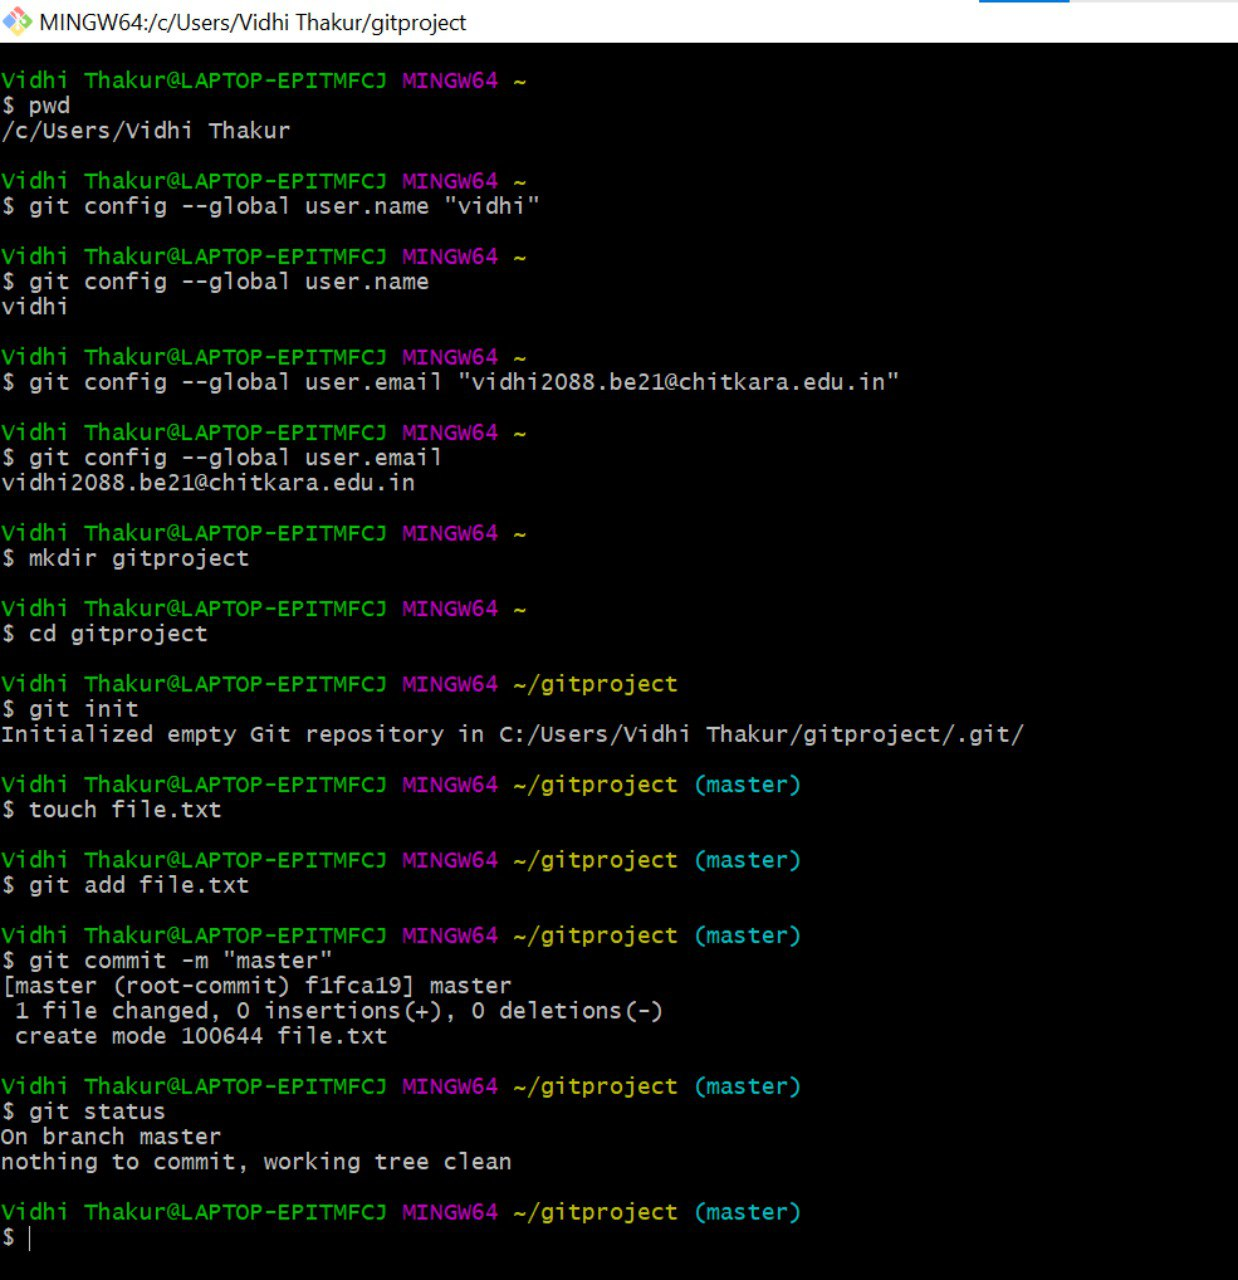 MINGW64:/c/Users/Vidhi Thakur/gitproject
Vidhi Thakur@LAPTOP-EPITMFCJ MINGW64 ~
$ pwd
/c/Users/Vidhi Thakur
Vidhi Thakur@LAPTOP-EPITMFCJ MINGW64 ~
$ git config --global user.name "vidhi"
Vidhi Thakur@LAPTOP-EPITMFCJ MINGW64 ~
$ git config --global user.name
vidhi
Vidhi Thakur@LAPTOP-EPITMFCJ MINGW64 ~
$ git config --global user.email "vidhi2088.be21@chitkara.edu.in"
Vidhi Thakur@LAPTOP-EPITMFCJ MINGW64 ~
$ git config --global user.email
vidhi2088.be21@chitkara.edu.in
Vidhi Thakur@LAPTOP-EPITMFCJ MINGW64 ~
$ mkdir gitproject
Vidhi Thakur@LAPTOP-EPITMFCJ MINGW64 ~
$ cd gitproject
Vidhi Thakur@LAPTOP-EPITMFCJ MINGW64 ~/gitproject
$ git init
Initialized empty Git repository in C:/Users/Vidhi Thakur/gitproject/.git/
Vidhi Thakur@LAPTOP-EPITMFCJ MINGW64 ~/gitproject (master)
$ touch file.txt
Vidhi Thakur@LAPTOP-EPITMFCJ MINGW64 ~/gitproject (master)
$ git add file.txt
Vidhi Thakur@LAPTOP-EPITMFCJ MINGW64 ~/gitproject (master)
$ git commit -m "master"
[master (root-commit) f1fca19] master
 1 file changed, 0 insertions(+), 0 deletions(-)
 create mode 100644 file.txt
Vidhi Thakur@LAPTOP-EPITMFCJ MINGW64 ~/gitproject (master)
$ git status
On branch master
nothing to commit, working tree clean
Vidhi Thakur@LAPTOP-EPITMFCJ MINGW64 ~/gitproject (master)
$